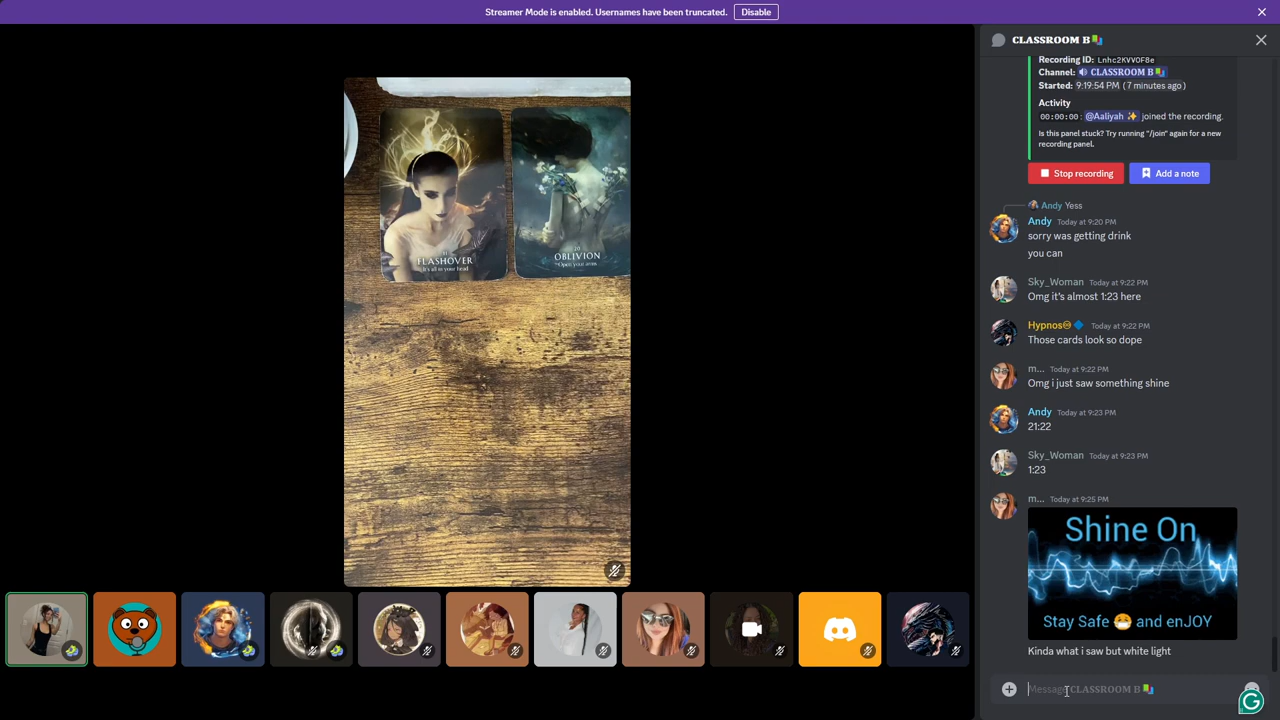 Streamer Mode is enabled. Usernames have been truncated. Disable
CLASSROOM B
Recording ID: Lnhc2KVVOF8e
Channel: CLASSROOM B
Started: 9:19:54 PM (7 minutes ago)
Activity
00:00:00: @Aaliyah ✨ joined the recording.
Is this panel stuck? Try running "/join" again for a new
recording panel.
Stop recording
Add a note
Andy Yess
Andy Today at 9:20 PM
sorry was getting drink
you can
Sky_Woman Today at 9:22 PM
Omg it's almost 1:23 here
Hypnos Today at 9:22 PM
Those cards look so dope
m... Today at 9:22 PM
Omg i just saw something shine
Andy Today at 9:23 PM
21:22
Sky_Woman Today at 9:23 PM
1:23
m... Today at 9:25 PM
Shine On
Stay Safe 😷 and enJOY
Kinda what i saw but white light
Message CLASSROOM B
FLASHOVER
It's all in your head
20
OBLIVION
Open your arms